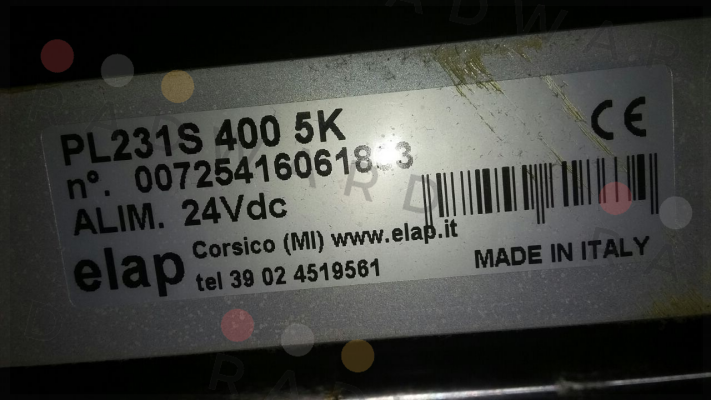 PL231S 400 5K
nº.
ALIM. 24Vdc
elap
Corsico (MI) www.elap.it
tel 39 02 4519561
CE
MADE IN ITALY